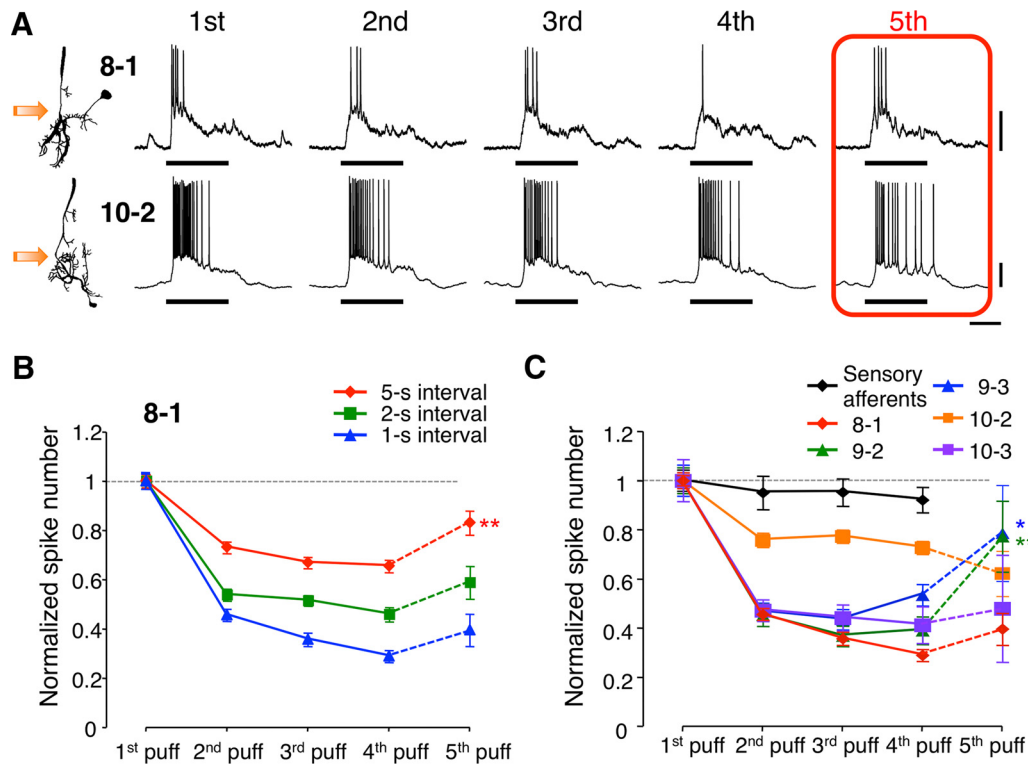 A
1st 2nd 3rd 4th 5th
8-1
10-2
B
8-1
5-s interval
2-s interval
1-s interval
Normalized spike number
1.2
1
0.8
0.6
0.4
0.2
0
**
1st puff 2nd puff 3rd puff 4th puff 5th puff
C
Sensory afferents
8-1
9-2
9-3
10-2
10-3
Normalized spike number
1.2
1
0.8
0.6
0.4
0.2
0
*
**
1st puff 2nd puff 3rd puff 4th puff 5th puff